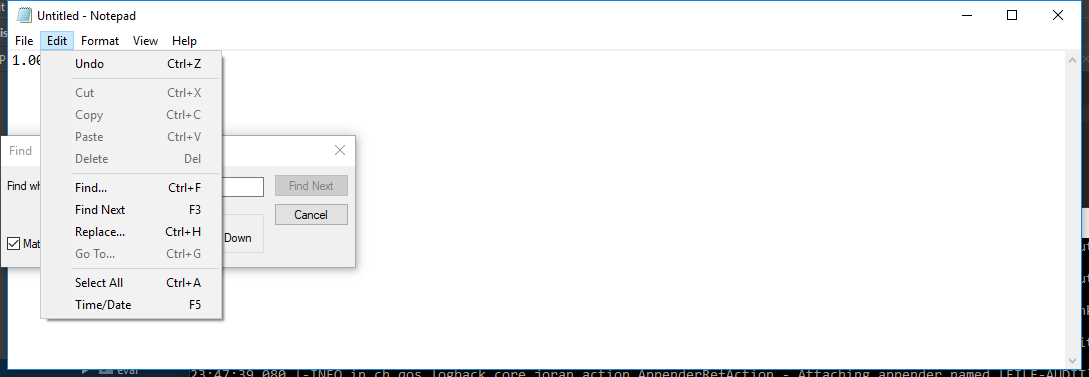 Untitled - Notepad
File Edit Format View Help
1.00
Undo Ctrl+Z
Cut Ctrl+X
Copy Ctrl+C
Paste Ctrl+V
Delete Del
Find... Ctrl+F
Find Next F3
Replace... Ctrl+H
Go To... Ctrl+G
Select All Ctrl+A
Time/Date F5
Find
Find wh
Find Next
Cancel
Mat
Down
eval
23:47:39,080 |-INFO in ch.qos.logback.core.joran.action.AppenderRefAction - Attaching appender named [FILE-AUDIT